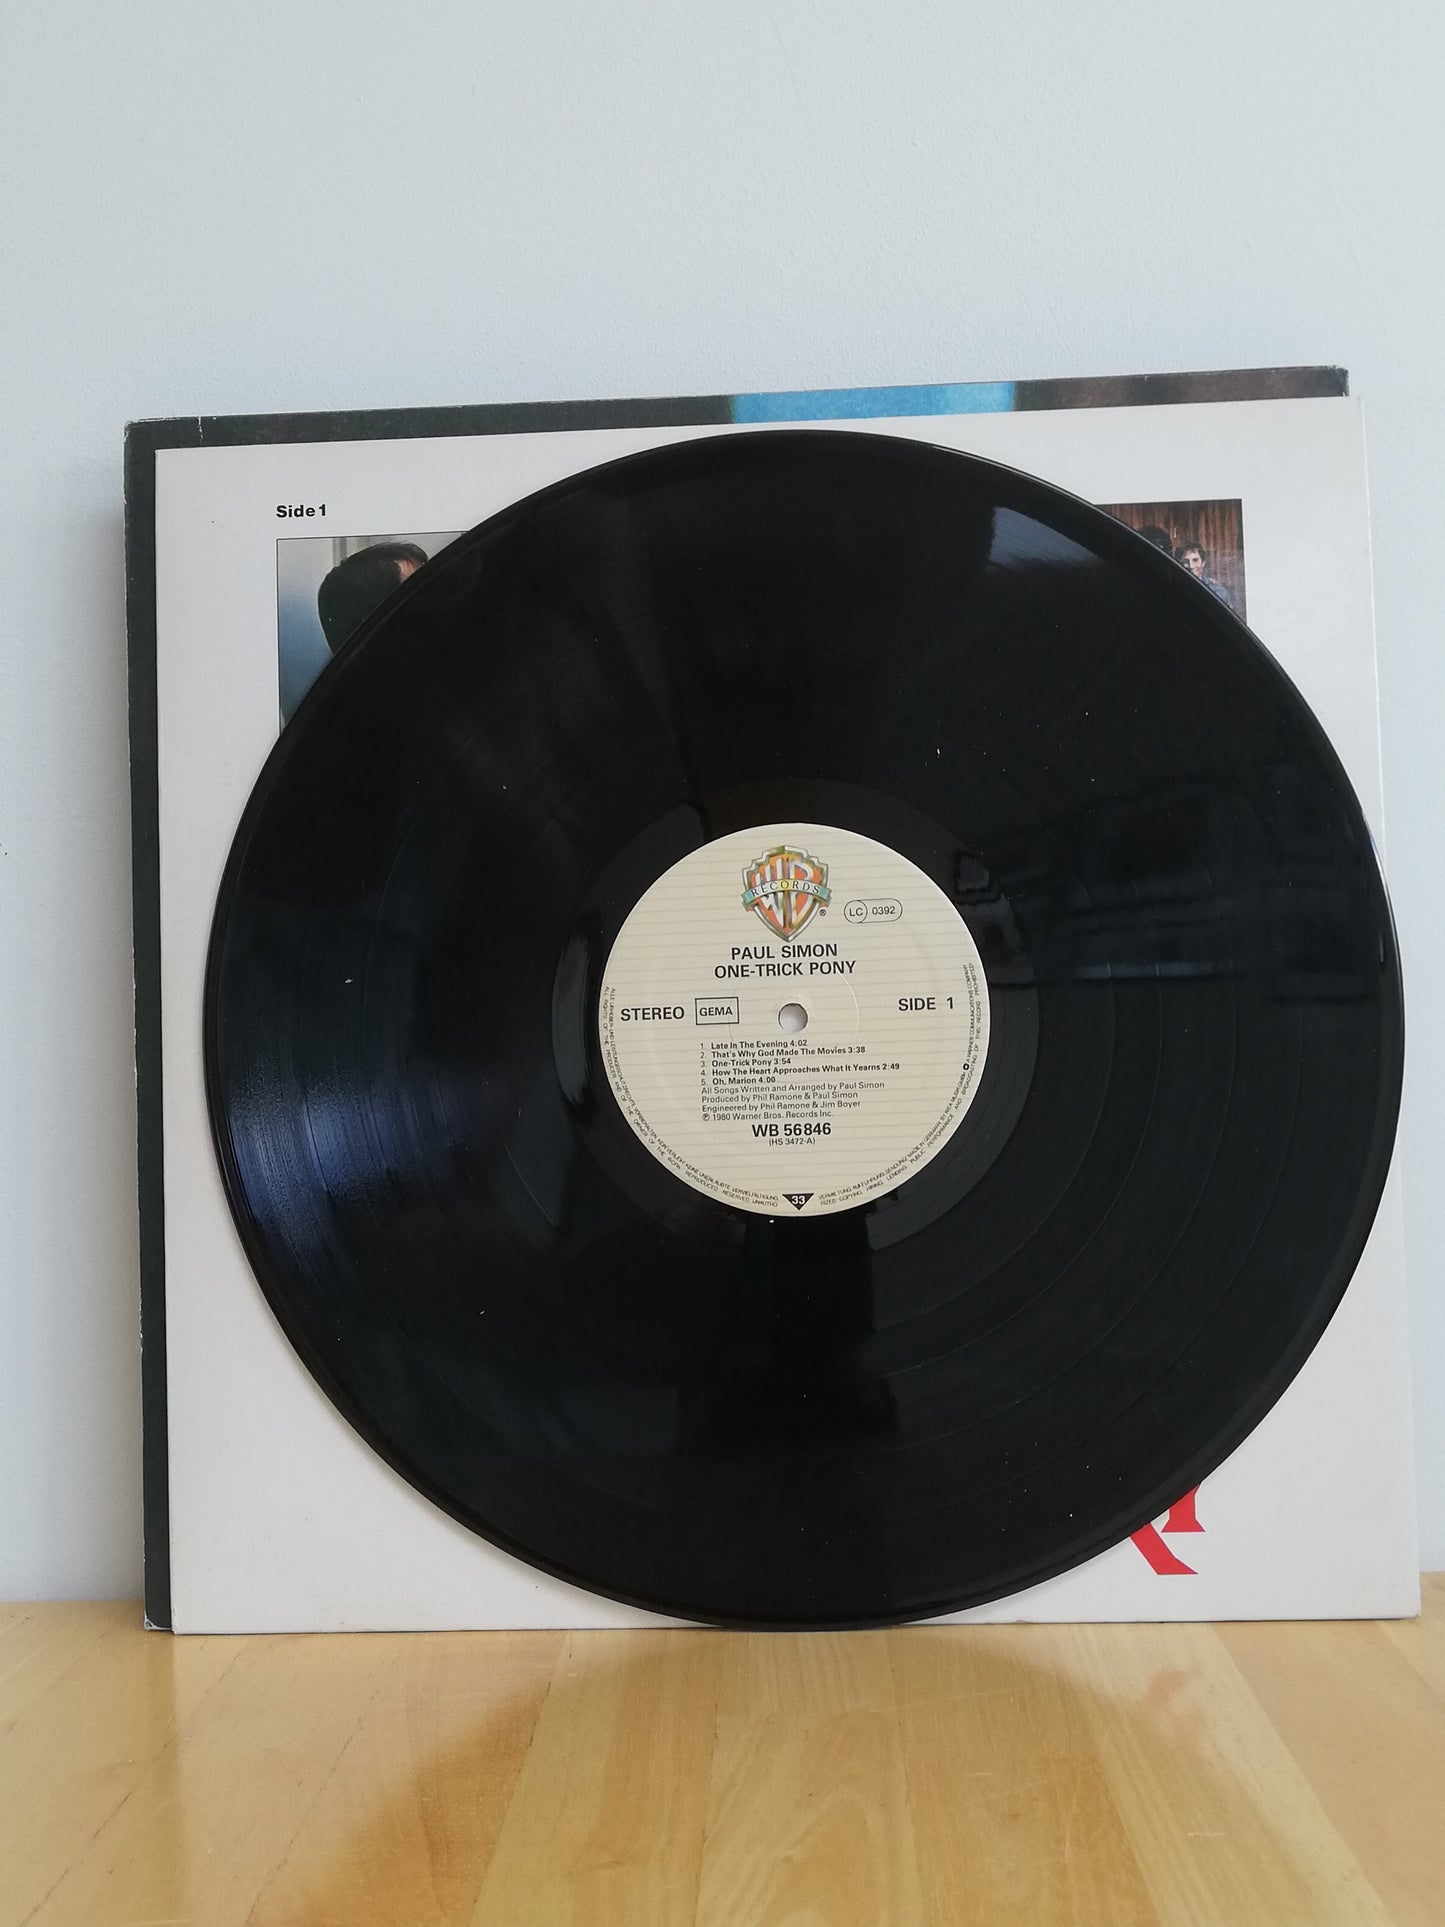 Side 1
WB
RECORDS
®
LC 0392
PAUL SIMON
ONE-TRICK PONY
STEREO GEMA SIDE 1
1. Late In The Evening 4:02
2. That's Why God Made The Movies 3:38
3. One-Trick Pony 3:54
4. How The Heart Approaches What It Yearns 2:49
5. Oh, Marion 4:00
All Songs Written and Arranged by Paul Simon
Produced by Phil Ramone & Paul Simon
Engineered by Phil Ramone & Jim Boyer
℗ 1980 Warner Bros. Records Inc.
WB 56846
(HS 3472-A)
33